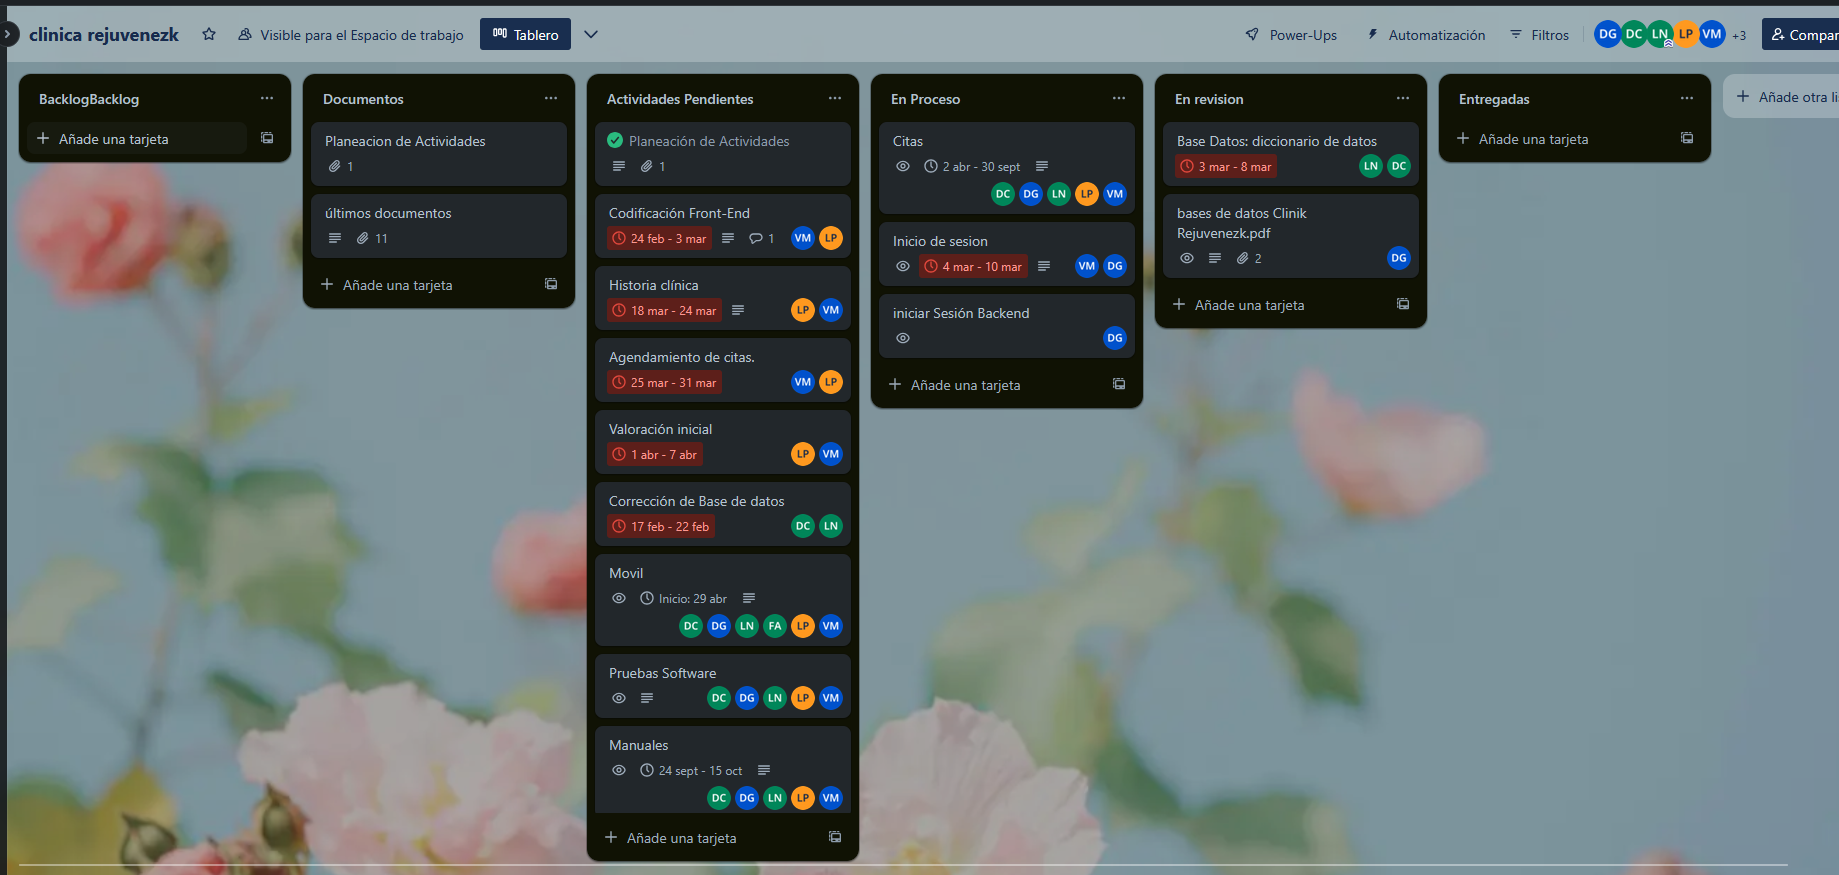 clinica rejuvenezk
Visible para el Espacio de trabajo
Tablero
Power-Ups
Automatización
Filtros
DG DC LN LP VM +3
Compar
BacklogBacklog
Añade una tarjeta
Documentos
Planeacion de Actividades
1
últimos documentos
11
Añade una tarjeta
Actividades Pendientes
Planeación de Actividades
1
Codificación Front-End
24 feb - 3 mar 1 VM LP
Historia clínica
18 mar - 24 mar LP VM
Agendamiento de citas.
25 mar - 31 mar VM LP
Valoración inicial
1 abr - 7 abr LP VM
Corrección de Base de datos
17 feb - 22 feb DC LN
Movil
Inicio: 29 abr
DC DG LN FA LP VM
Pruebas Software
DC DG LN LP VM
Manuales
24 sept - 15 oct
DC DG LN LP VM
Añade una tarjeta
En Proceso
Citas
2 abr - 30 sept
DC DG LN LP VM
Inicio de sesion
4 mar - 10 mar VM DG
iniciar Sesión Backend
DG
Añade una tarjeta
En revision
Base Datos: diccionario de datos
3 mar - 8 mar LN DC
bases de datos Clinik
Rejuvenezk.pdf
2 DG
Añade una tarjeta
Entregadas
Añade una tarjeta
Añade otra li